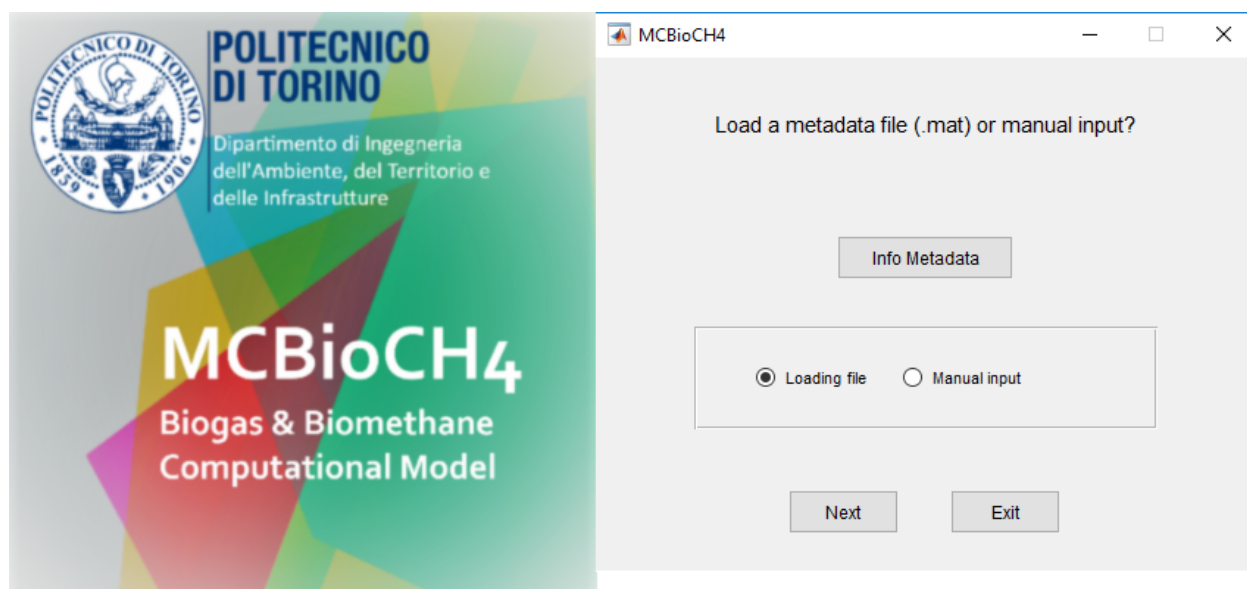 POLITECNICO DI TORINO
1859 · 1906
POLITECNICO
DI TORINO
Dipartimento di Ingegneria
dell'Ambiente, del Territorio e
delle Infrastrutture
MCBioCH4
Biogas & Biomethane
Computational Model
MCBioCH4
Load a metadata file (.mat) or manual input?
Info Metadata
Loading file Manual input
Next Exit